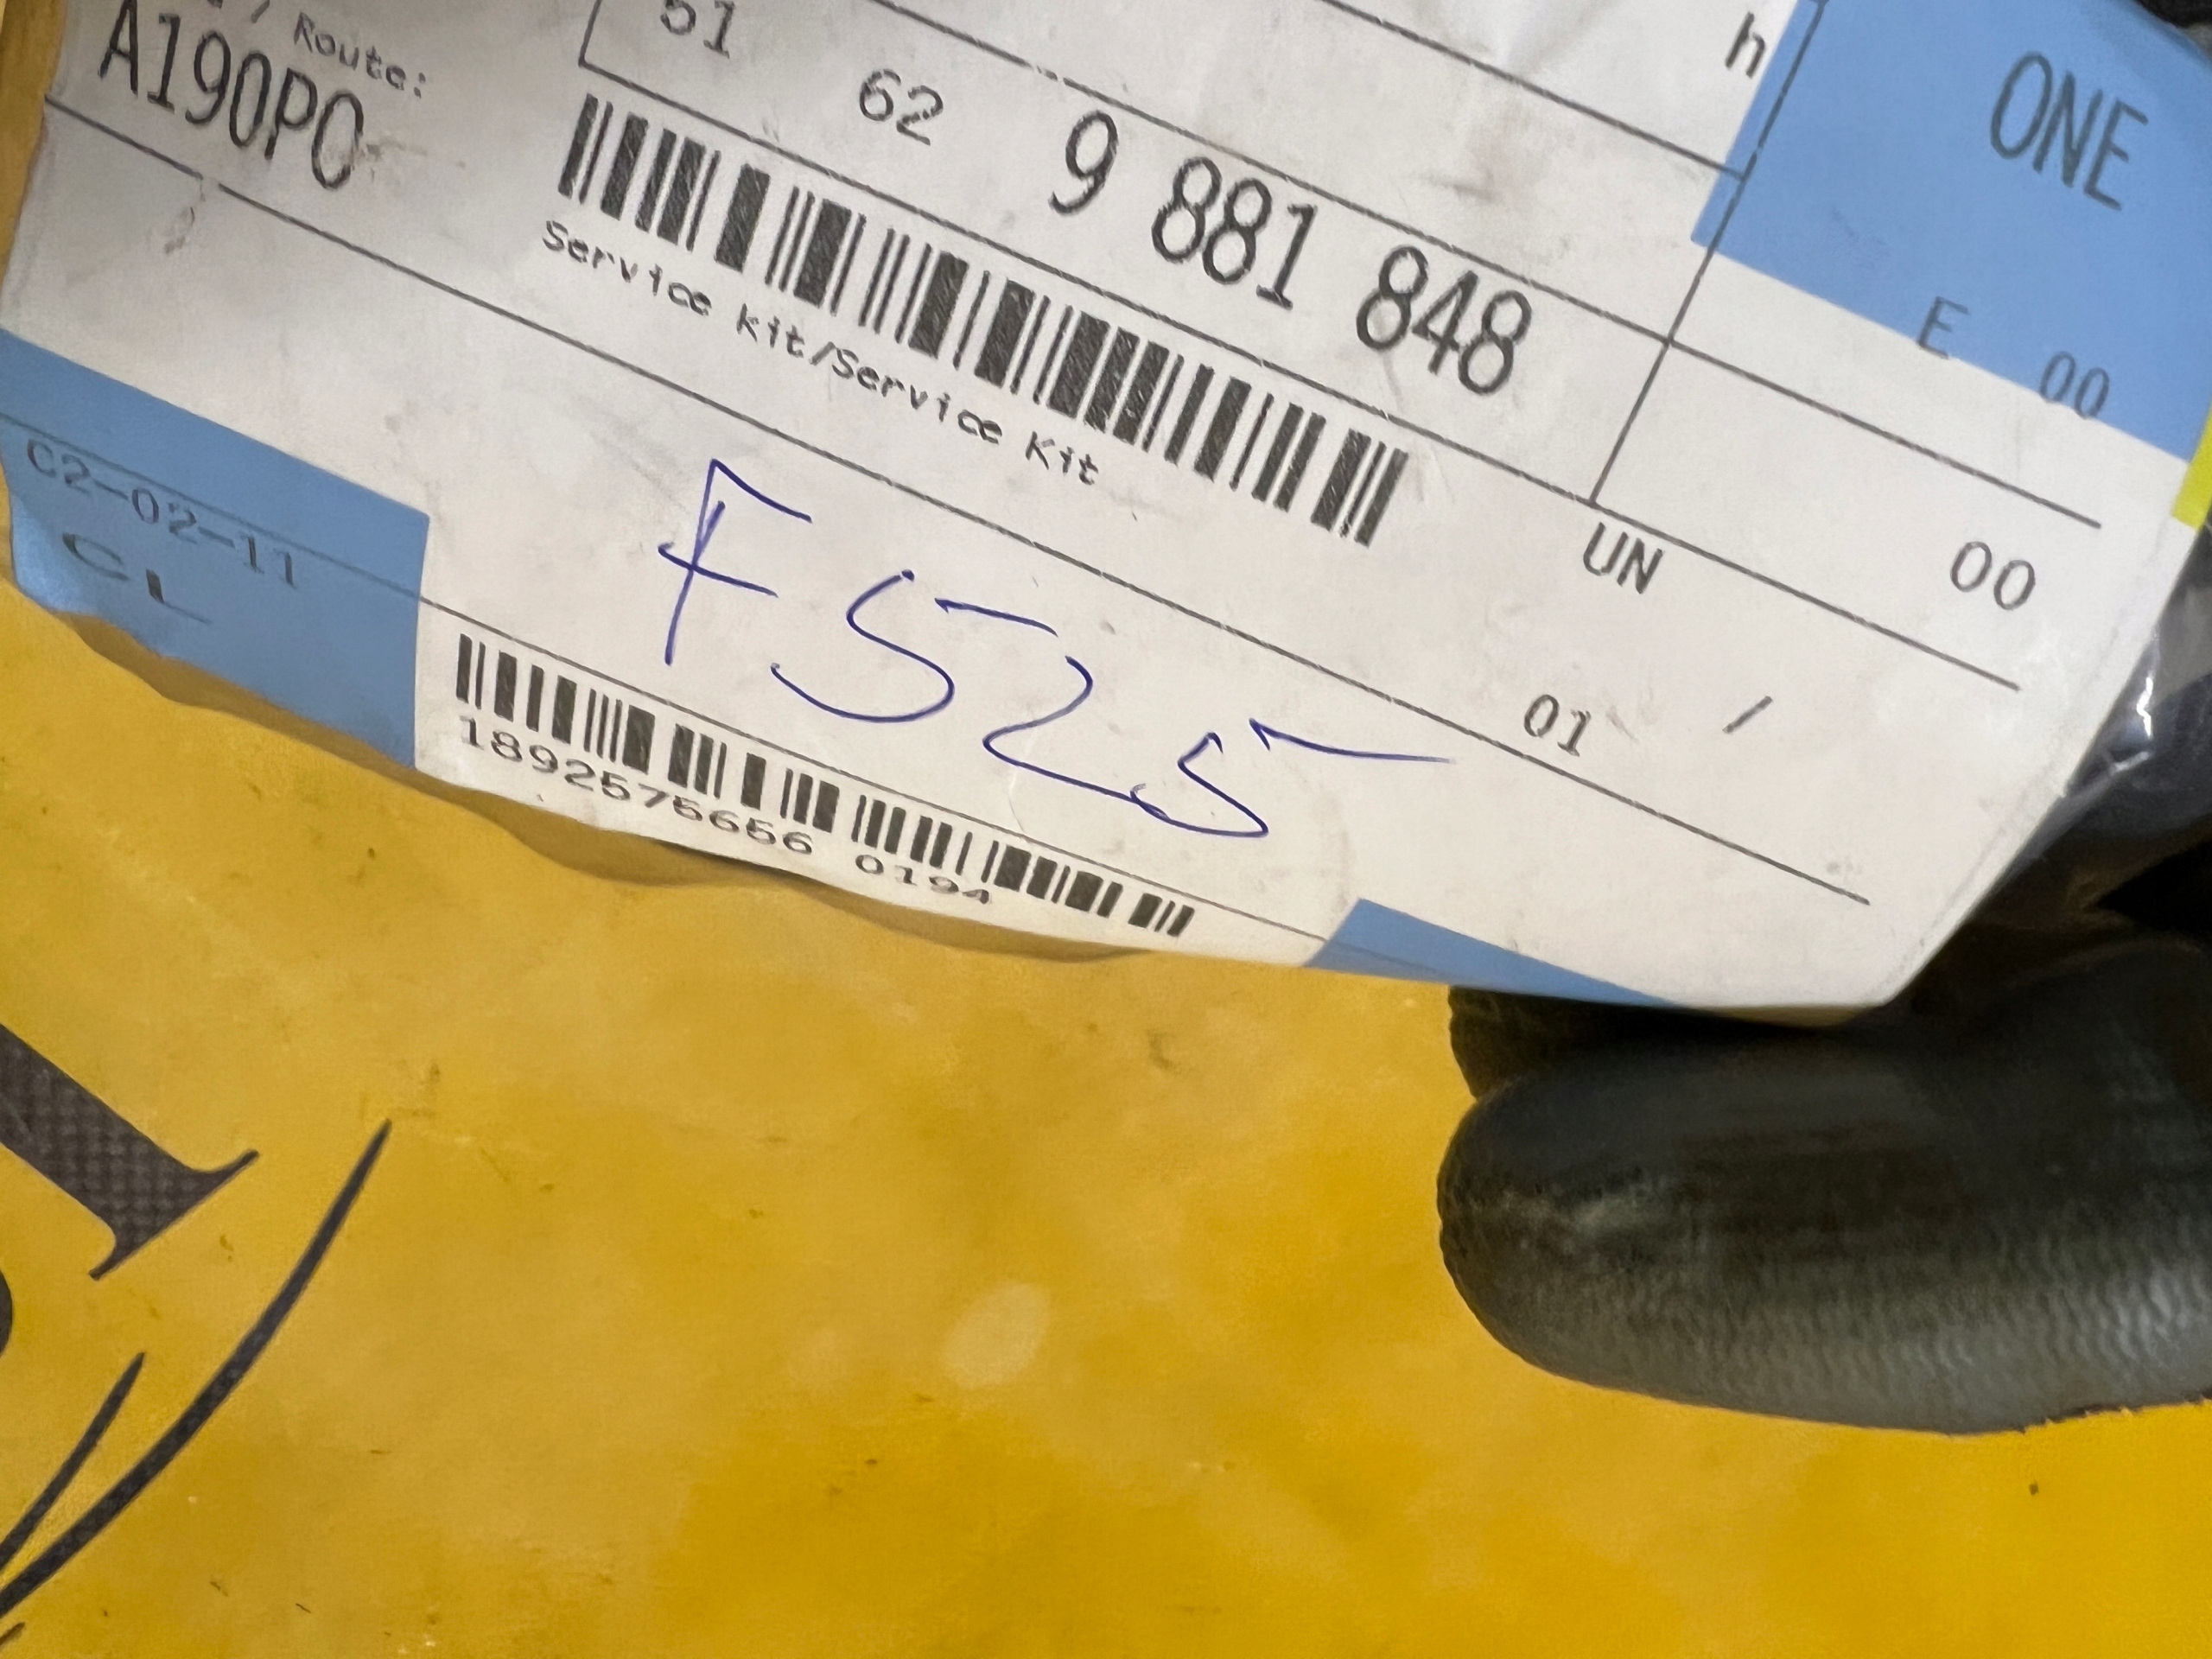 Route:
A190PO
51 62 9 881 848
Service Kit/Service Kit
h
ONE
E 00
UN 00
01 /
F525
C2-02-11
CL
1892575656 0194